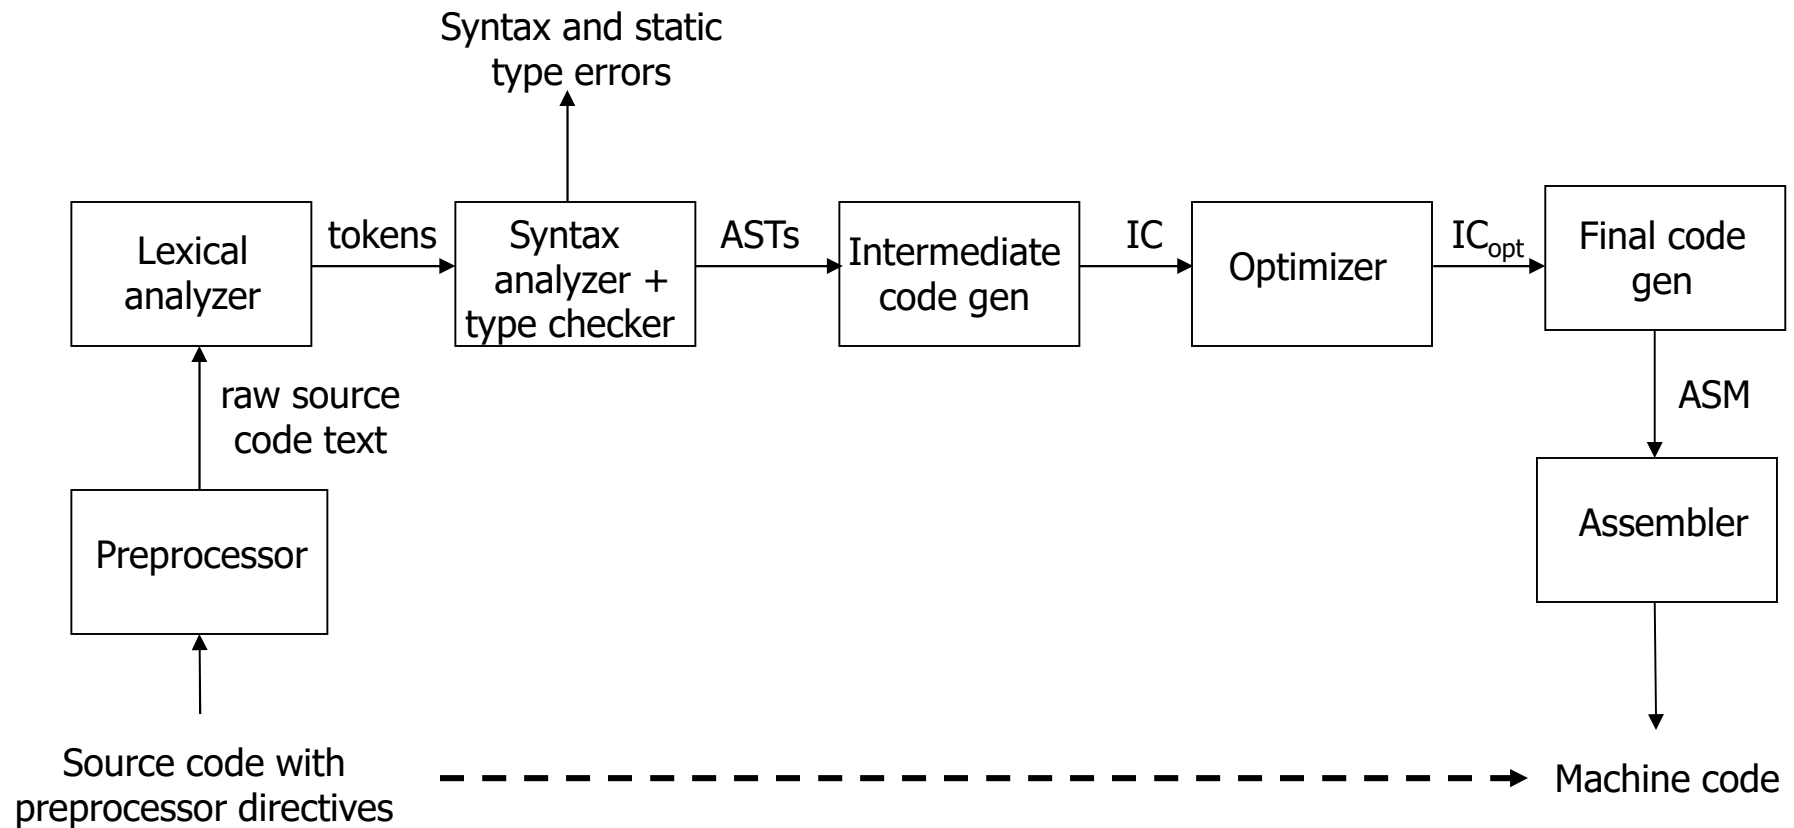 Syntax and static
type errors
Lexical
analyzer
tokens
Syntax
analyzer +
type checker
ASTs
Intermediate
code gen
IC
Optimizer
ICopt
Final code
gen
raw source
code text
ASM
Preprocessor
Assembler
Source code with
preprocessor directives
Machine code